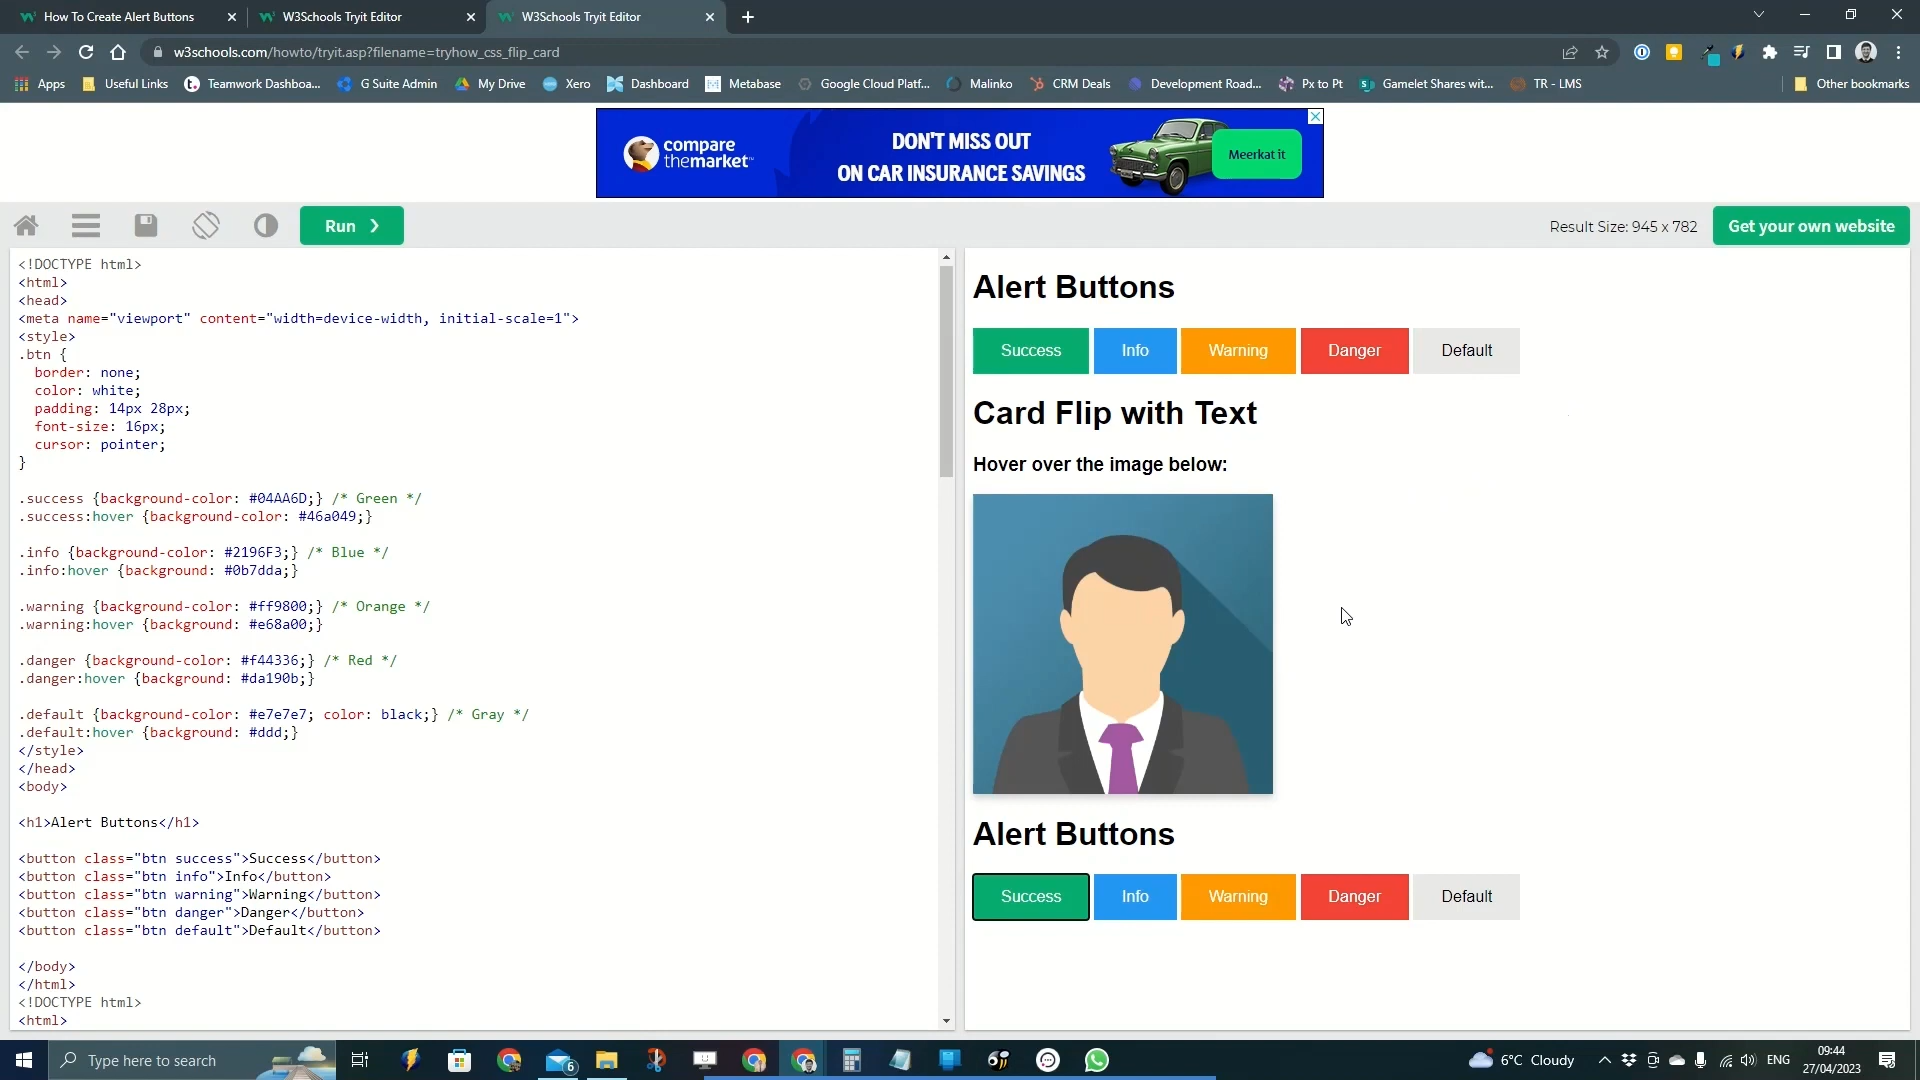 How To Create Alert Buttons
W3Schools Tryit Editor
W3Schools Tryit Editor
w3schools.com/howto/tryit.asp?filename=tryhow_css_flip_card
Apps
Useful Links
Teamwork Dashboa...
G Suite Admin
My Drive
Xero
Dashboard
Metabase
Google Cloud Platf...
Malinko
CRM Deals
Development Road...
Px to Pt
Gamelet Shares wit...
TR - LMS
Other bookmarks
compare
themarket
DON'T MISS OUT
ON CAR INSURANCE SAVINGS
Meerkat it
Run ❯
Result Size: 945 x 782
Get your own website
<!DOCTYPE html>
<html>
<head>
<meta name="viewport" content="width=device-width, initial-scale=1">
<style>
.btn {
  border: none;
  color: white;
  padding: 14px 28px;
  font-size: 16px;
  cursor: pointer;
}
.success {background-color: #04AA6D;} /* Green */
.success:hover {background-color: #46a049;}
.info {background-color: #2196F3;} /* Blue */
.info:hover {background: #0b7dda;}
.warning {background-color: #ff9800;} /* Orange */
.warning:hover {background: #e68a00;}
.danger {background-color: #f44336;} /* Red */
.danger:hover {background: #da190b;}
.default {background-color: #e7e7e7; color: black;} /* Gray */
.default:hover {background: #ddd;}
</style>
</head>
<body>
<h1>Alert Buttons</h1>
<button class="btn success">Success</button>
<button class="btn info">Info</button>
<button class="btn warning">Warning</button>
<button class="btn danger">Danger</button>
<button class="btn default">Default</button>
</body>
</html>
<!DOCTYPE html>
<html>
Alert Buttons
Success Info Warning Danger Default
Card Flip with Text
Hover over the image below:
Alert Buttons
Success Info Warning Danger Default
Type here to search
6
6°C Cloudy
ENG
09:44
27/04/2023